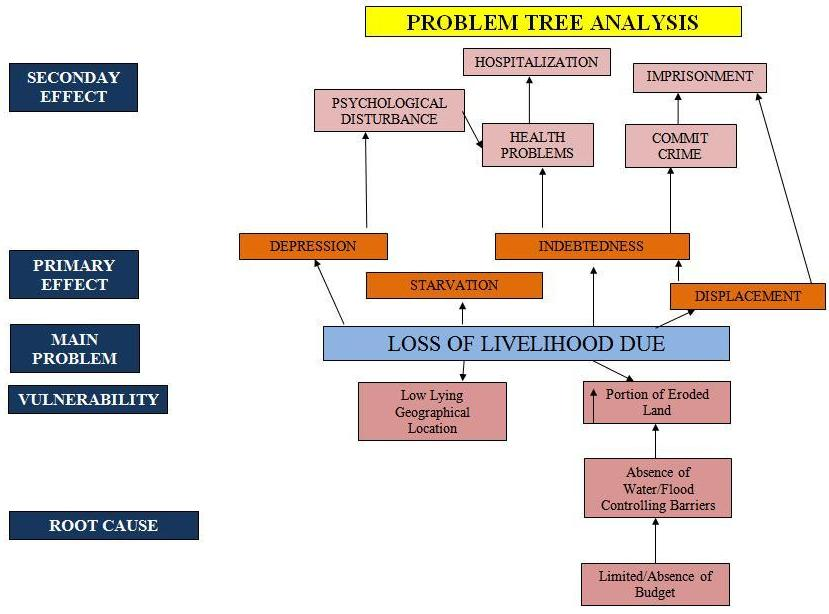 PROBLEM TREE ANALYSIS
SECONDAY
EFFECT
HOSPITALIZATION
IMPRISONMENT
PSYCHOLOGICAL
DISTURBANCE
HEALTH
PROBLEMS
COMMIT
CRIME
DEPRESSION
INDEBTEDNESS
PRIMARY
EFFECT
STARVATION
DISPLACEMENT
MAIN
PROBLEM
LOSS OF LIVELIHOOD DUE
VULNERABILITY
Low Lying
Geographical
Location
Portion of Eroded
Land
Absence of
Water/Flood
Controlling Barriers
ROOT CAUSE
Limited/Absence of
Budget